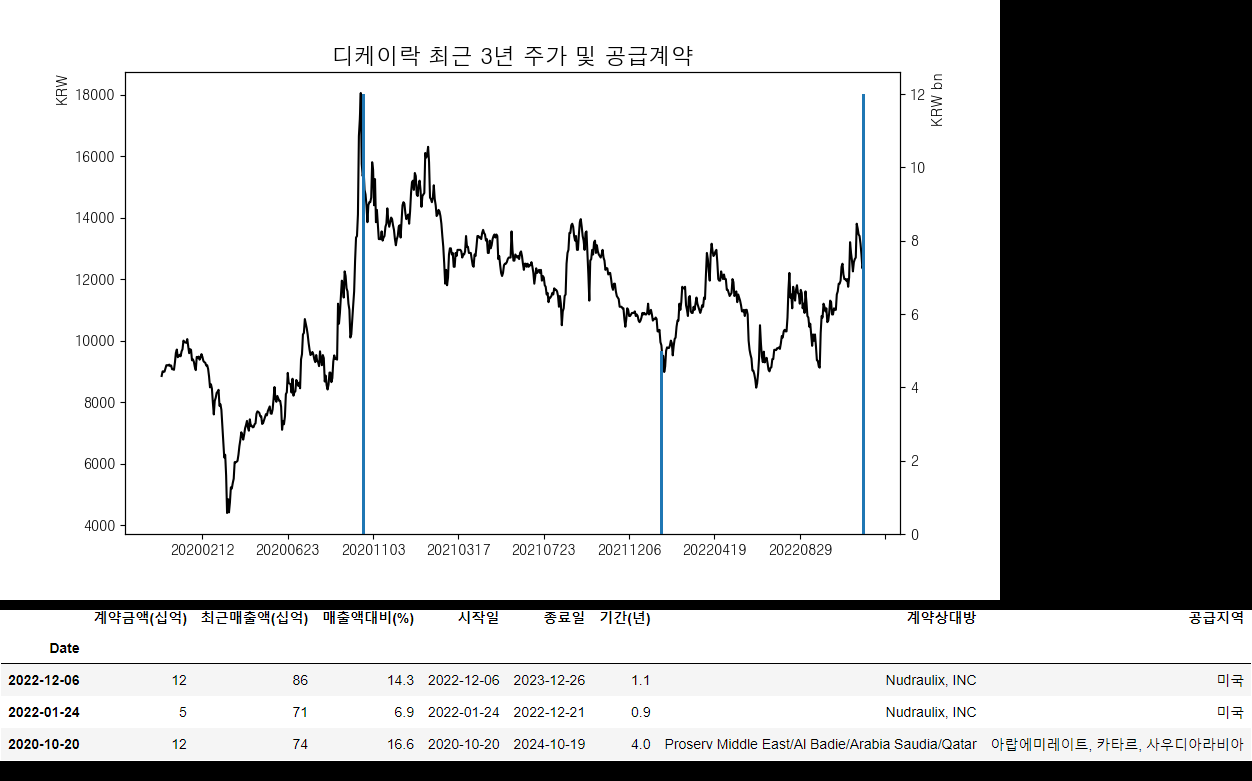 디케이락 최근 3년 주가 및 공급계약
KRW
KRW bn
18000
16000
14000
12000
10000
8000
6000
4000
12
10
8
6
4
2
0
20200212 20200623 20201103 20210317 20210723 20211206 20220419 20220829
계약금액(십억) 최근매출액(십억) 매출액대비(%) 시작일 종료일 기간(년) 계약상대방 공급지역
Date
2022-12-06 12 86 14.3 2022-12-06 2023-12-26 1.1 Nudraulix, INC 미국
2022-01-24 5 71 6.9 2022-01-24 2022-12-21 0.9 Nudraulix, INC 미국
2020-10-20 12 74 16.6 2020-10-20 2024-10-19 4.0 Proserv Middle East/Al Badie/Arabia Saudia/Qatar 아랍에미레이트, 카타르, 사우디아라비아